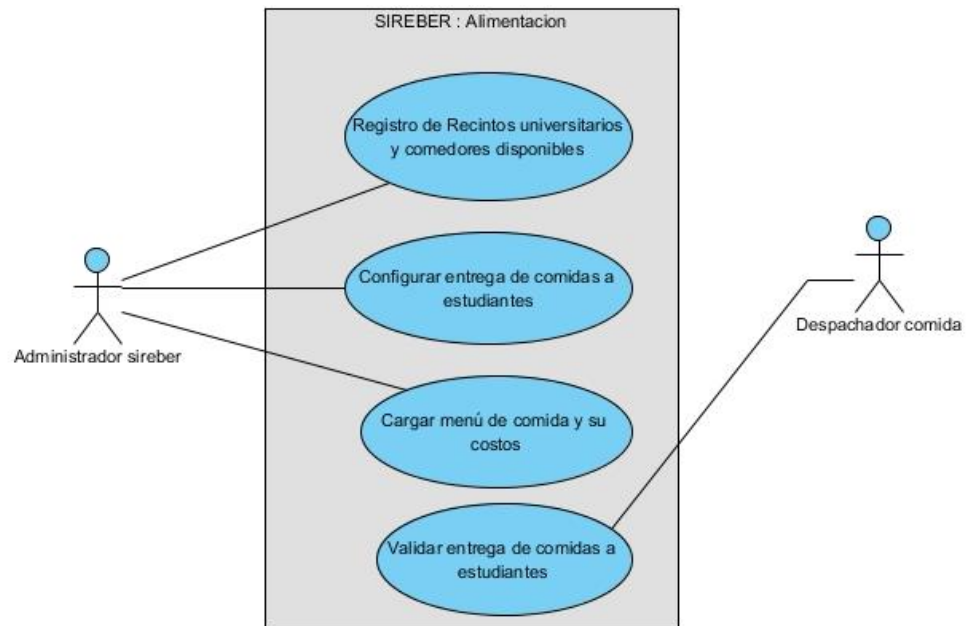 SIREBER : Alimentacion
Registro de Recintos universitarios
y comedores disponibles
Configurar entrega de comidas a
estudiantes
Administrador sireber
Despachador comida
Cargar menú de comida y su
costos
Validar entrega de comidas a
estudiantes